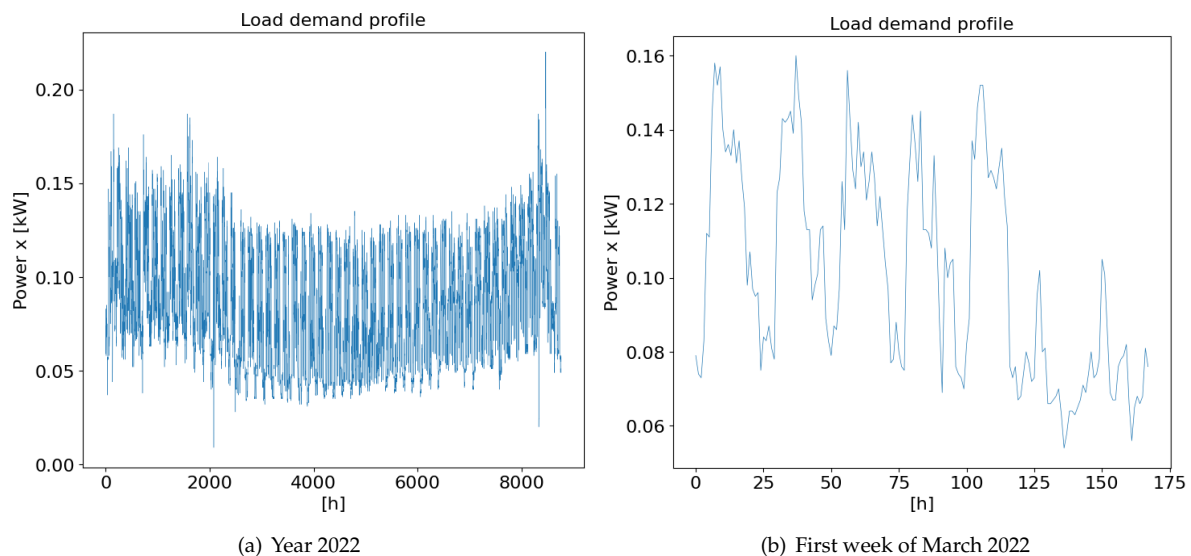 Load demand profile
Power x [kW]
0.20
0.15
0.10
0.05
0.00
0 2000 4000 6000 8000
[h]
(a) Year 2022
Load demand profile
Power x [kW]
0.16
0.14
0.12
0.10
0.08
0.06
0 25 50 75 100 125 150 175
[h]
(b) First week of March 2022